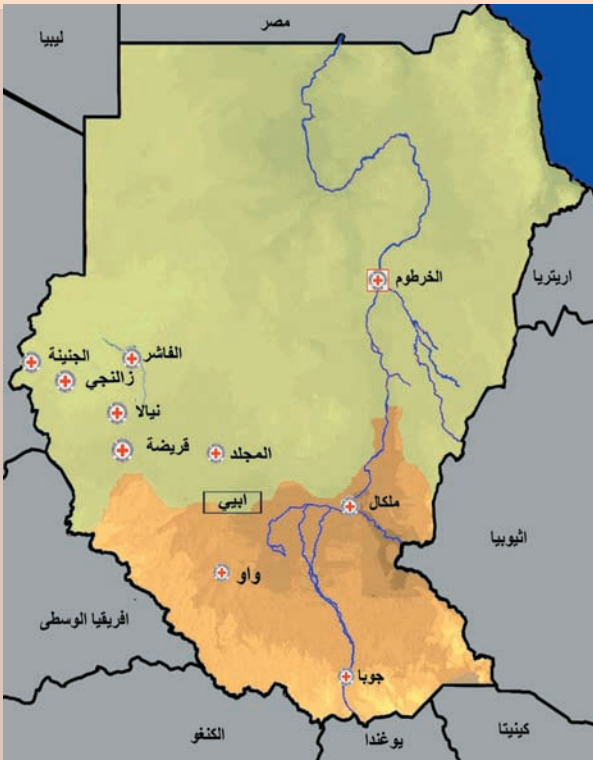 مصر
ليبيا
اريتريا
الخرطوم
الفاشر
الجنينة
زالنجي
نيالا
قريضة
المجلد
ابيي
ملكال
اثيوبيا
واو
افريقيا الوسطى
جوبا
كينيتا
يوغندا
الكنغو